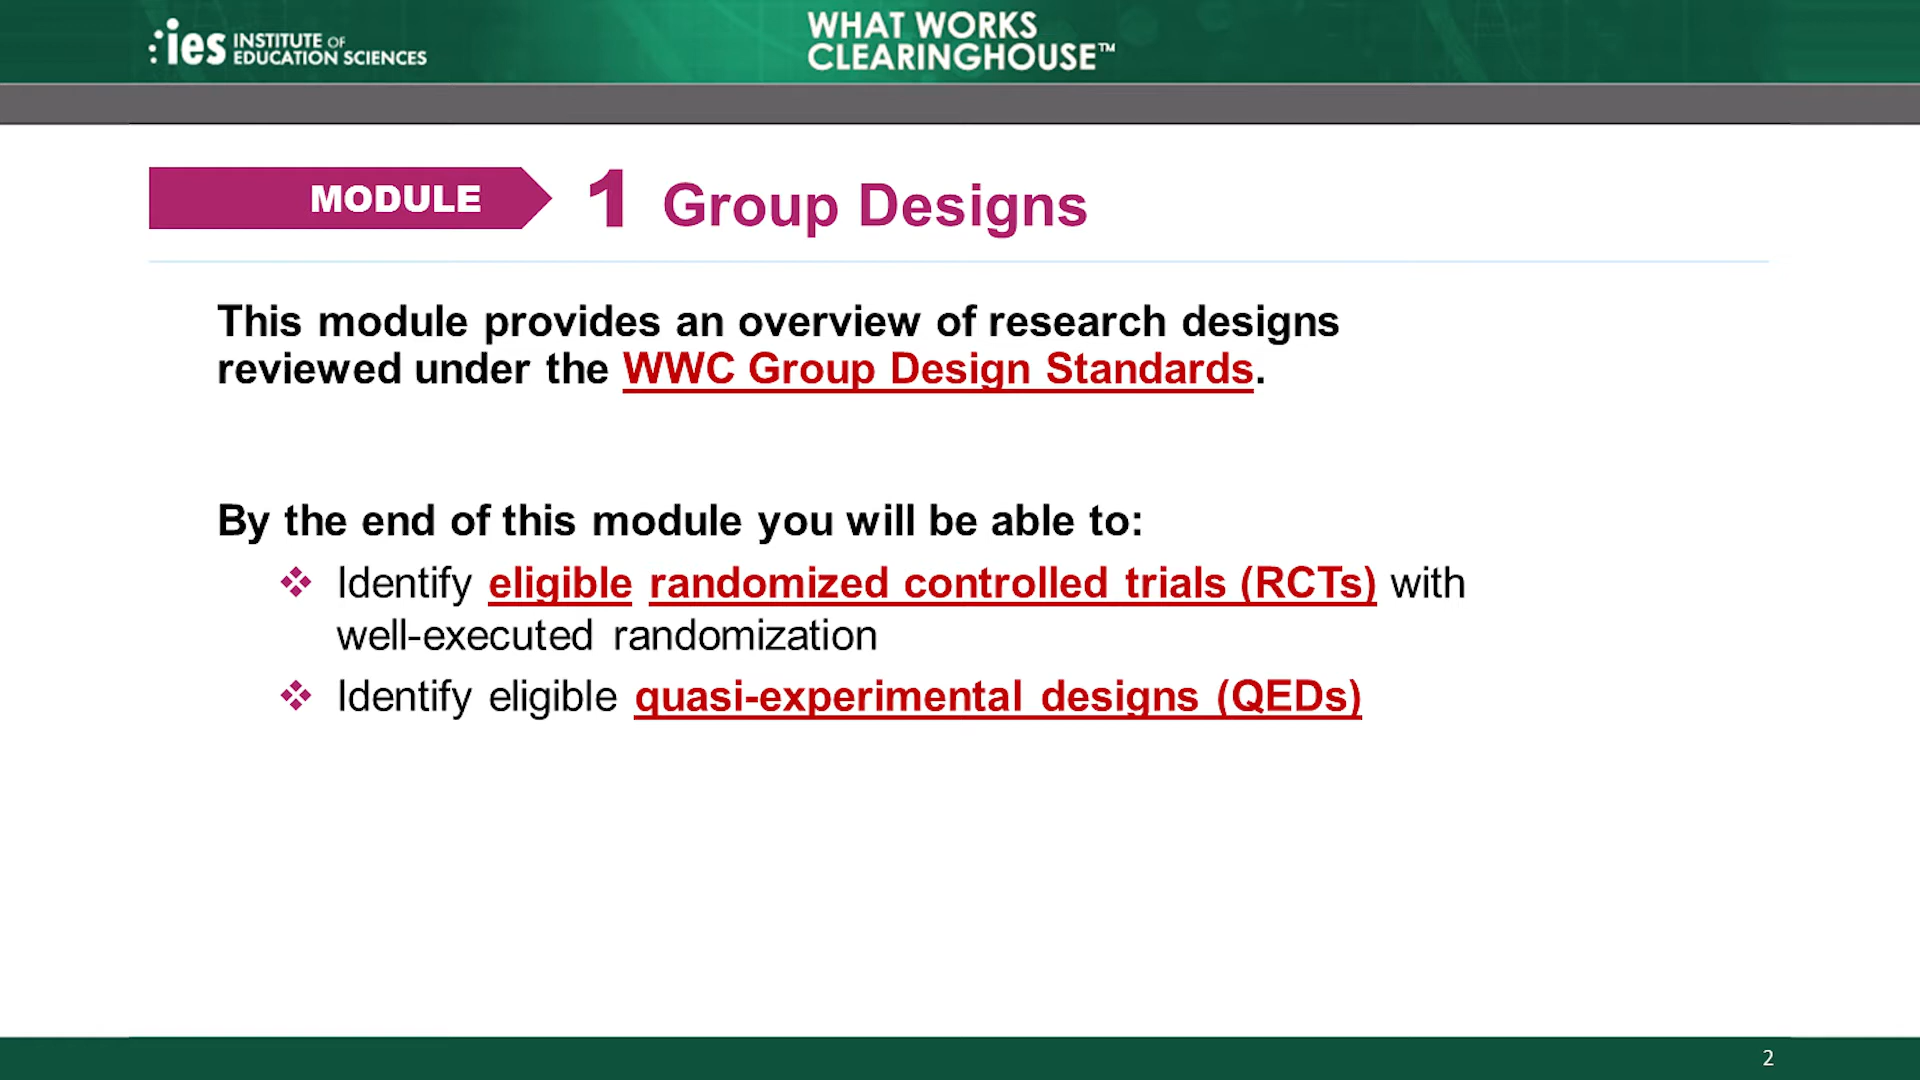 ies INSTITUTE OF
EDUCATION SCIENCES
WHAT WORKS
CLEARINGHOUSE™
MODULE 1 Group Designs
This module provides an overview of research designs
reviewed under the WWC Group Design Standards.
By the end of this module you will be able to:
❖ Identify eligible randomized controlled trials (RCTs) with
well-executed randomization
❖ Identify eligible quasi-experimental designs (QEDs)
2